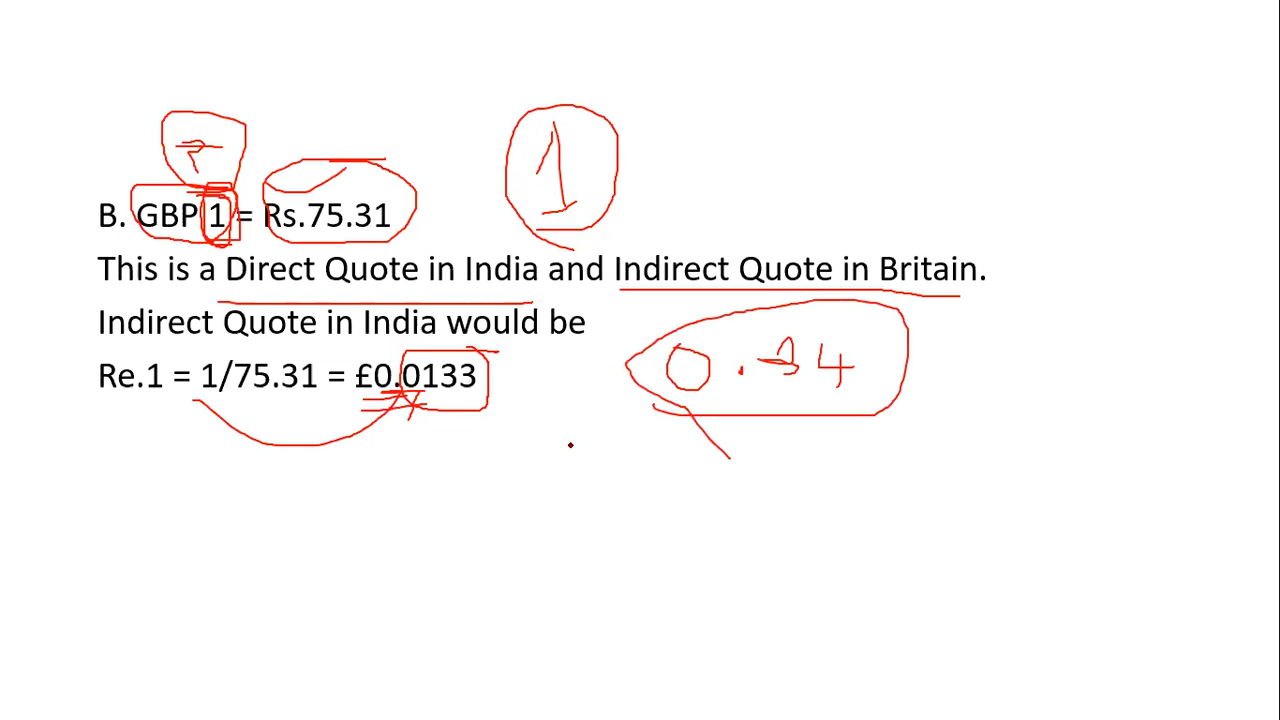 ₹
1
B. GBP 1 = Rs.75.31
This is a Direct Quote in India and Indirect Quote in Britain.
Indirect Quote in India would be
Re.1 = 1/75.31 = £0.0133